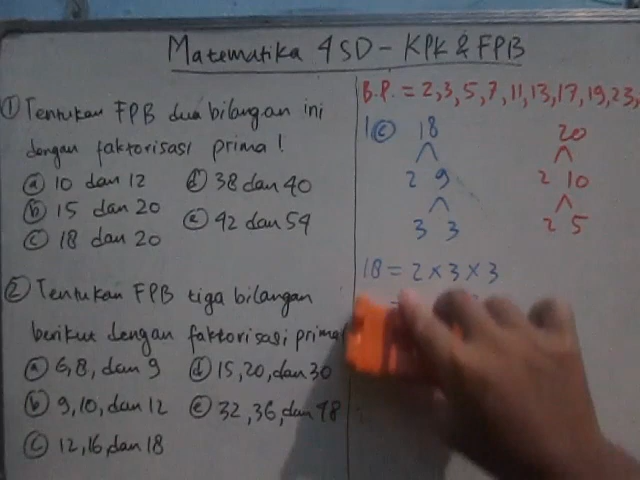 Matematika 4SD - KPK & FPB
① Tentukan FPB dua bilangan ini
dengan faktorisasi prima!
ⓐ 10 dan 12
ⓑ 15 dan 20
ⓒ 18 dan 20
ⓓ 38 dan 40
ⓔ 42 dan 54
② Tentukan FPB tiga bilangan
berikut dengan faktorisasi prima!
ⓐ 6, 8, dan 9
ⓑ 9, 10, dan 12
ⓒ 12, 16, dan 18
ⓓ 15, 20, dan 30
ⓔ 32, 36, dan 48
B.P. = 2, 3, 5, 7, 11, 13, 17, 19, 23,
1 ⓒ 18
2 9
3 3
20
2 10
2 5
18 = 2 × 3 × 3